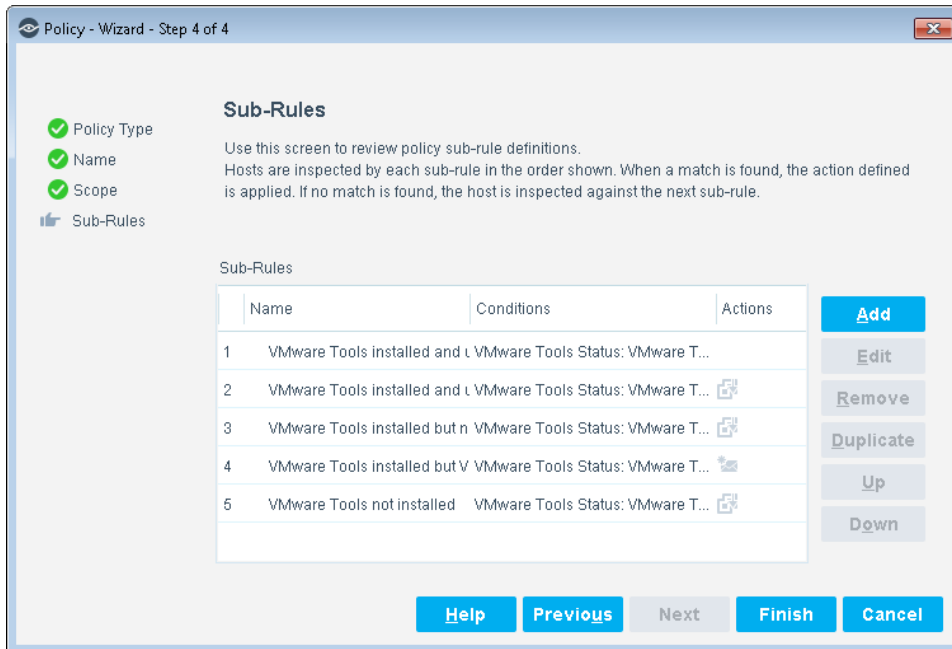 Policy - Wizard - Step 4 of 4
Policy Type
Name
Scope
Sub-Rules
Sub-Rules
Use this screen to review policy sub-rule definitions.
Hosts are inspected by each sub-rule in the order shown. When a match is found, the action defined
is applied. If no match is found, the host is inspected against the next sub-rule.
Sub-Rules
Name Conditions Actions
1 VMware Tools installed and u VMware Tools Status: VMware T...
2 VMware Tools installed and u VMware Tools Status: VMware T...
3 VMware Tools installed but n VMware Tools Status: VMware T...
4 VMware Tools installed but V VMware Tools Status: VMware T...
5 VMware Tools not installed VMware Tools Status: VMware T...
Add
Edit
Remove
Duplicate
Up
Down
Help Previous Next Finish Cancel